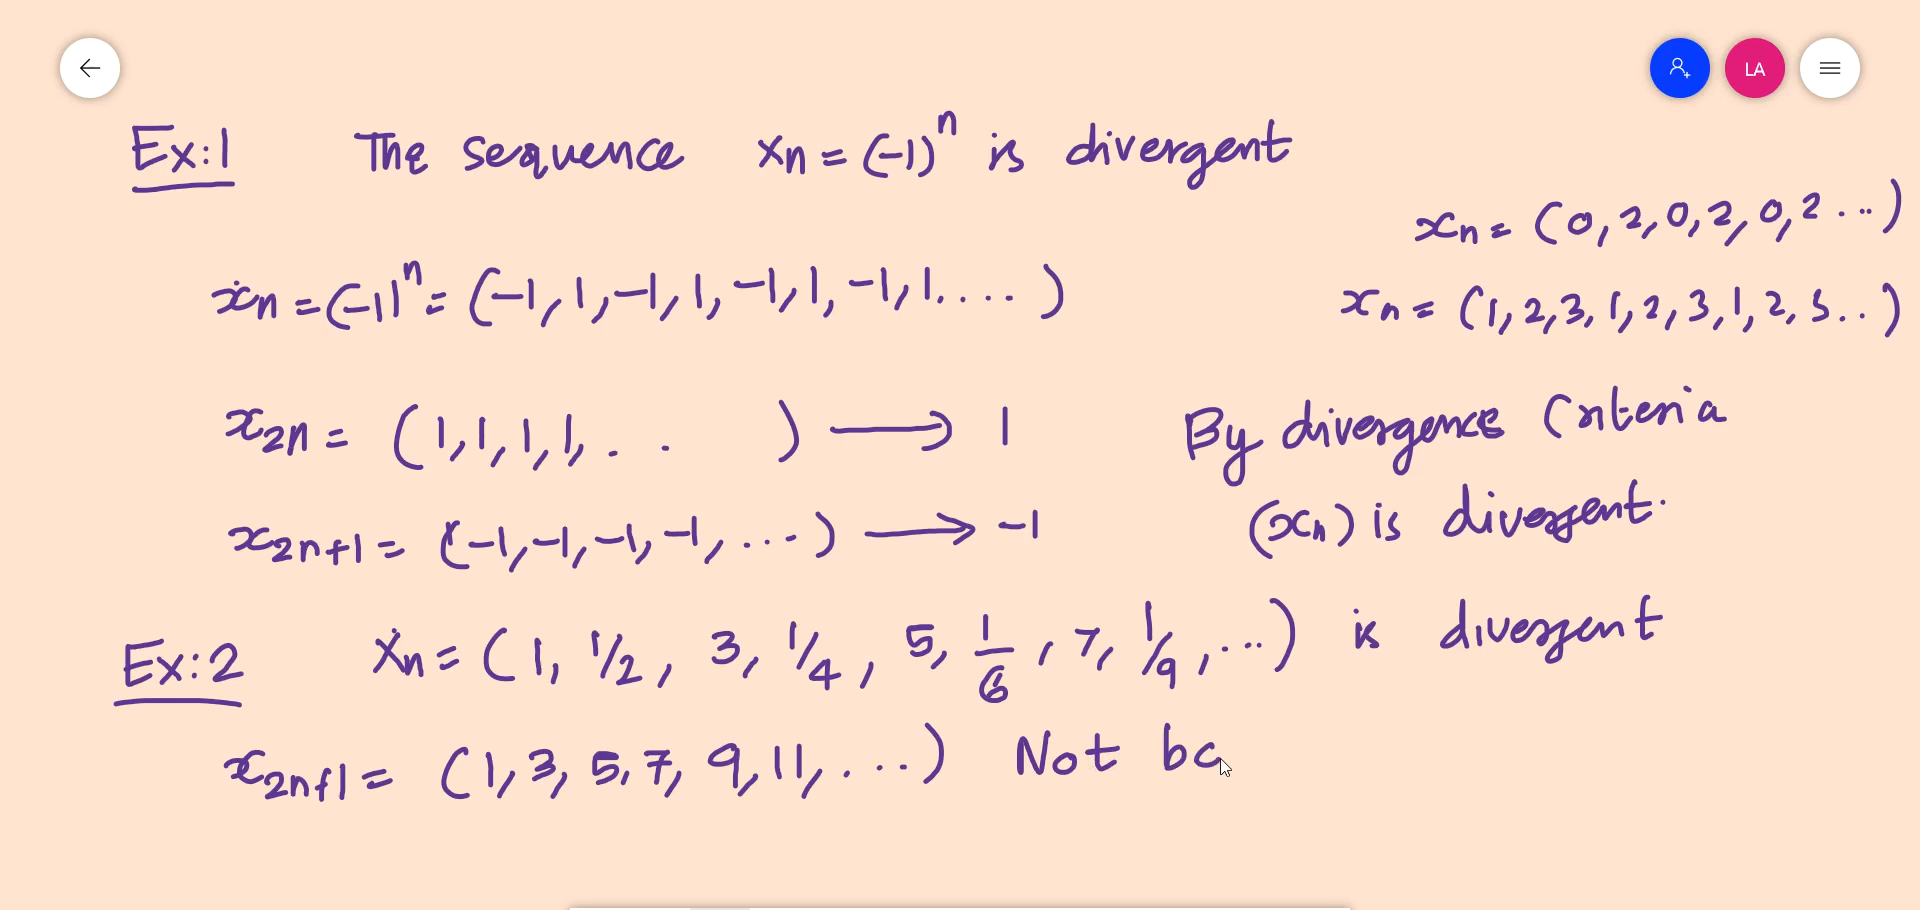 LA
Ex:1 The sequence xn = (-1)^n is divergent
xn = (0, 2, 0, 2, 0, 2 ...)
xn = (-1)^n = (-1, 1, -1, 1, -1, 1, -1, 1, ... )
xn = (1, 2, 3, 1, 2, 3, 1, 2, 3 ..)
x2n = (1, 1, 1, 1, . . ) → 1
By divergence Criteria
x2n+1 = (-1, -1, -1, -1, ...) → -1
(xn) is divergent.
Ex:2 xn = (1, 1/2, 3, 1/4, 5, 1/6, 7, 1/9, ...) is divergent
x2n+1 = (1, 3, 5, 7, 9, 11, ...) Not bo